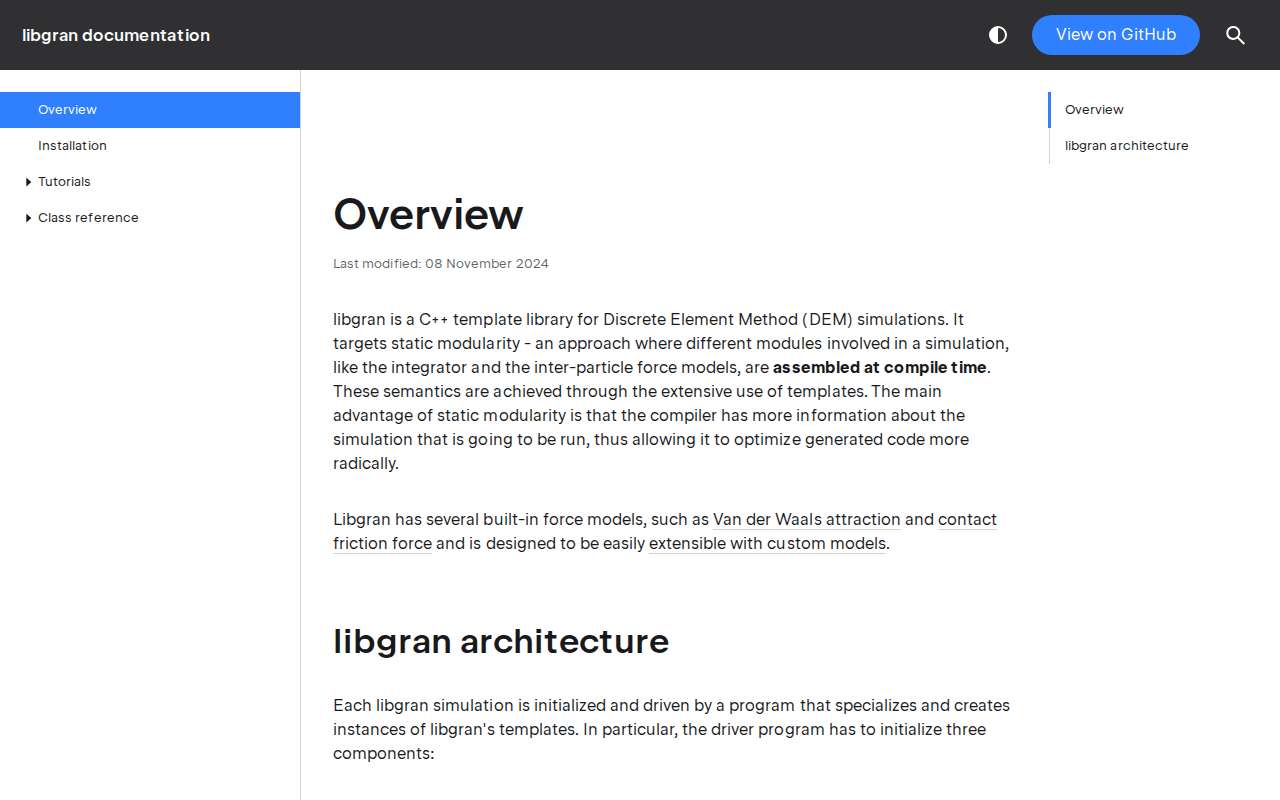 libgran documentation
View on GitHub
Overview
Installation
Tutorials
Class reference
Overview
Last modified: 08 November 2024
libgran is a C++ template library for Discrete Element Method (DEM) simulations. It
targets static modularity - an approach where different modules involved in a simulation,
like the integrator and the inter-particle force models, are assembled at compile time.
These semantics are achieved through the extensive use of templates. The main
advantage of static modularity is that the compiler has more information about the
simulation that is going to be run, thus allowing it to optimize generated code more
radically.
Libgran has several built-in force models, such as Van der Waals attraction and contact
friction force and is designed to be easily extensible with custom models.
libgran architecture
Each libgran simulation is initialized and driven by a program that specializes and creates
instances of libgran's templates. In particular, the driver program has to initialize three
components:
Overview
libgran architecture